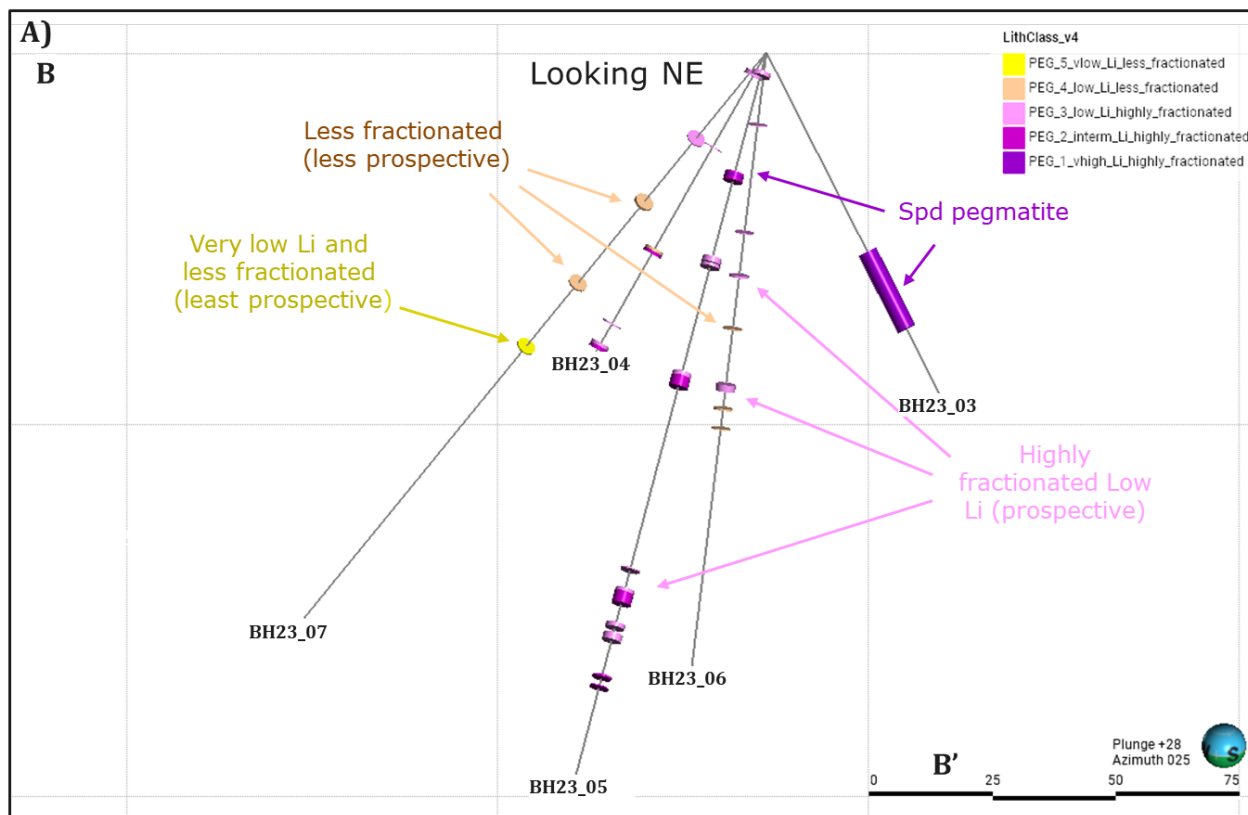 A)
B
Looking NE
LithClass_v4
PEG_5_vlow_Li_less_fractionated
PEG_4_low_Li_less_fractionated
PEG_3_low_Li_highly_fractionated
PEG_2_interm_Li_highly_fractionated
PEG_1_vhigh_Li_highly_fractionated
Less fractionated
(less prospective)
Spd pegmatite
Very low Li and
less fractionated
(least prospective)
BH23_04
BH23_03
Highly
fractionated Low
Li (prospective)
BH23_07
BH23_06
BH23_05
Plunge +28
Azimuth 025
S
B’
0
25
50
75